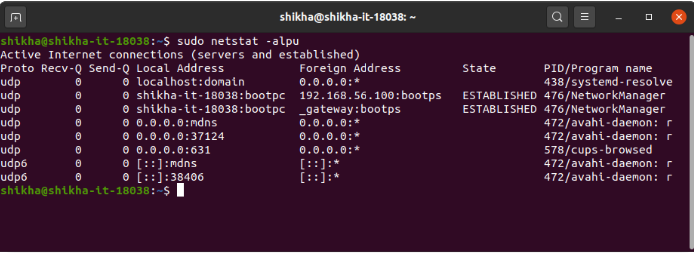 shikha@shikha-it-18038: ~
shikha@shikha-it-18038:~$ sudo netstat -alpu
Active Internet connections (servers and established)
Proto Recv-Q Send-Q Local Address           Foreign Address         State       PID/Program name
udp        0      0 localhost:domain        0.0.0.0:*                           438/systemd-resolve
udp        0      0 shikha-it-18038:bootpc  192.168.56.100:bootps   ESTABLISHED 476/NetworkManager
udp        0      0 shikha-it-18038:bootpc  _gateway:bootps         ESTABLISHED 476/NetworkManager
udp        0      0 0.0.0.0:mdns            0.0.0.0:*                           472/avahi-daemon: r
udp        0      0 0.0.0.0:37124           0.0.0.0:*                           472/avahi-daemon: r
udp        0      0 0.0.0.0:631             0.0.0.0:*                           578/cups-browsed
udp6       0      0 [::]:mdns               [::]:*                              472/avahi-daemon: r
udp6       0      0 [::]:38406              [::]:*                              472/avahi-daemon: r
shikha@shikha-it-18038:~$